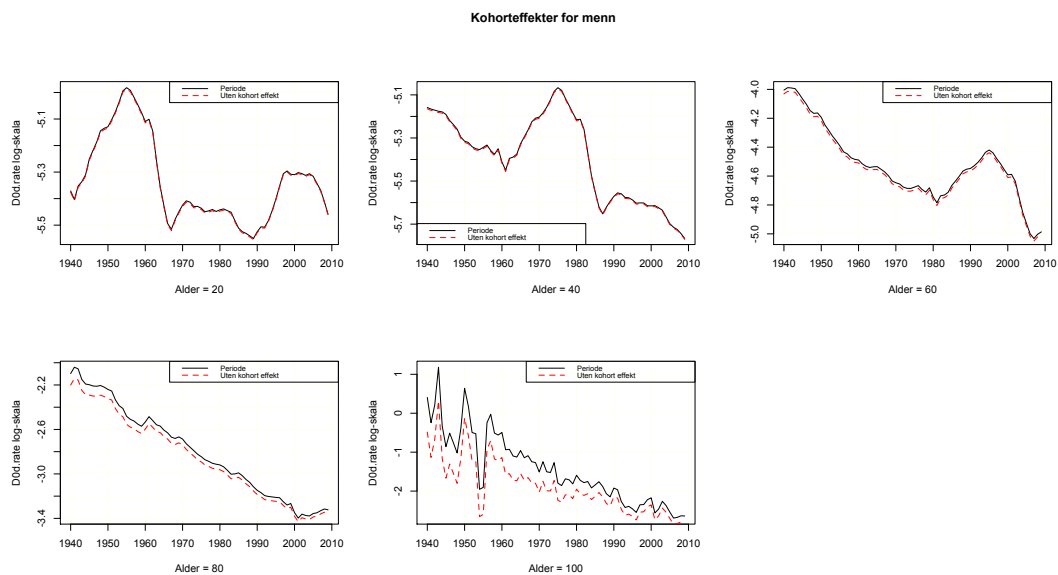 Kohorteffekter for menn
Periode
Uten kohort effekt
D0d.rate log-skala
-5.1
-5.3
-5.5
1940 1950 1960 1970 1980 1990 2000 2010
Alder = 20
Periode
Uten kohort effekt
D0d.rate log-skala
-5.1
-5.3
-5.5
-5.7
1940 1950 1960 1970 1980 1990 2000 2010
Alder = 40
Periode
Uten kohort effekt
D0d.rate log-skala
-4.0
-4.2
-4.4
-4.6
-4.8
-5.0
1940 1950 1960 1970 1980 1990 2000 2010
Alder = 60
Periode
Uten kohort effekt
D0d.rate log-skala
-2.2
-2.6
-3.0
-3.4
1940 1950 1960 1970 1980 1990 2000 2010
Alder = 80
Periode
Uten kohort effekt
D0d.rate log-skala
1
0
-1
-2
1940 1950 1960 1970 1980 1990 2000 2010
Alder = 100